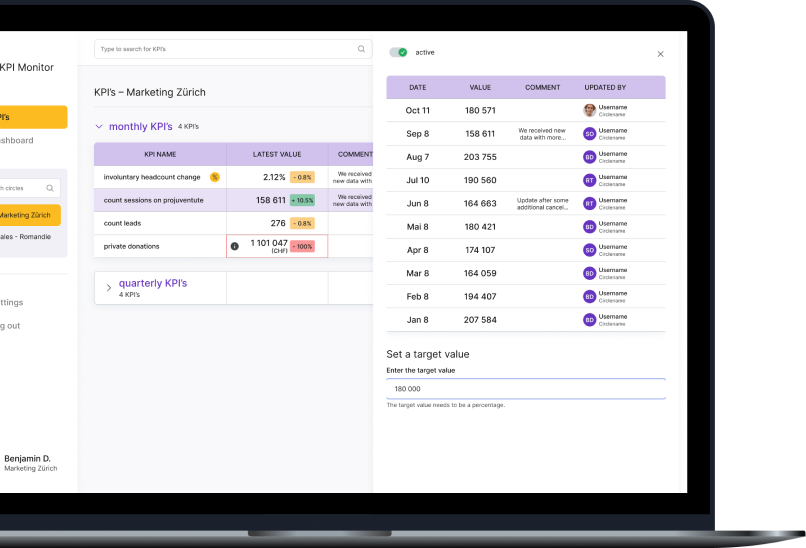 KPI Monitor
Marketing Zürich
ales - Romandie
ttings
g out
Benjamin D.
Marketing Zürich
Type to search for KPI's
KPI's – Marketing Zürich
monthly KPI's 4 KPI's
KPI NAME LATEST VALUE COMMENT
involuntary headcount change % 2.12% - 0.8% We received
new data with
count sessions on projuventute 158 611 + 10.5% We received
new data with
count leads 276 - 0.8%
private donations 1 101 047 - 100%
(CHF)
quarterly KPI's
4 KPI's
active
DATE VALUE COMMENT UPDATED BY
Oct 11 180 571 Username
Circlename
Sep 8 158 611 We received new
data with more... SD Username
Circlename
Aug 7 203 755 BD Username
Circlename
Jul 10 190 560 RT Username
Circlename
Jun 8 164 663 Update after some
additional cancel... RT Username
Circlename
Mai 8 180 421 BD Username
Circlename
Apr 8 174 107 SD Username
Circlename
Mar 8 164 059 BD Username
Circlename
Feb 8 194 407 BD Username
Circlename
Jan 8 207 584 BD Username
Circlename
Set a target value
Enter the target value
180 000
The target value needs to be a percentage.